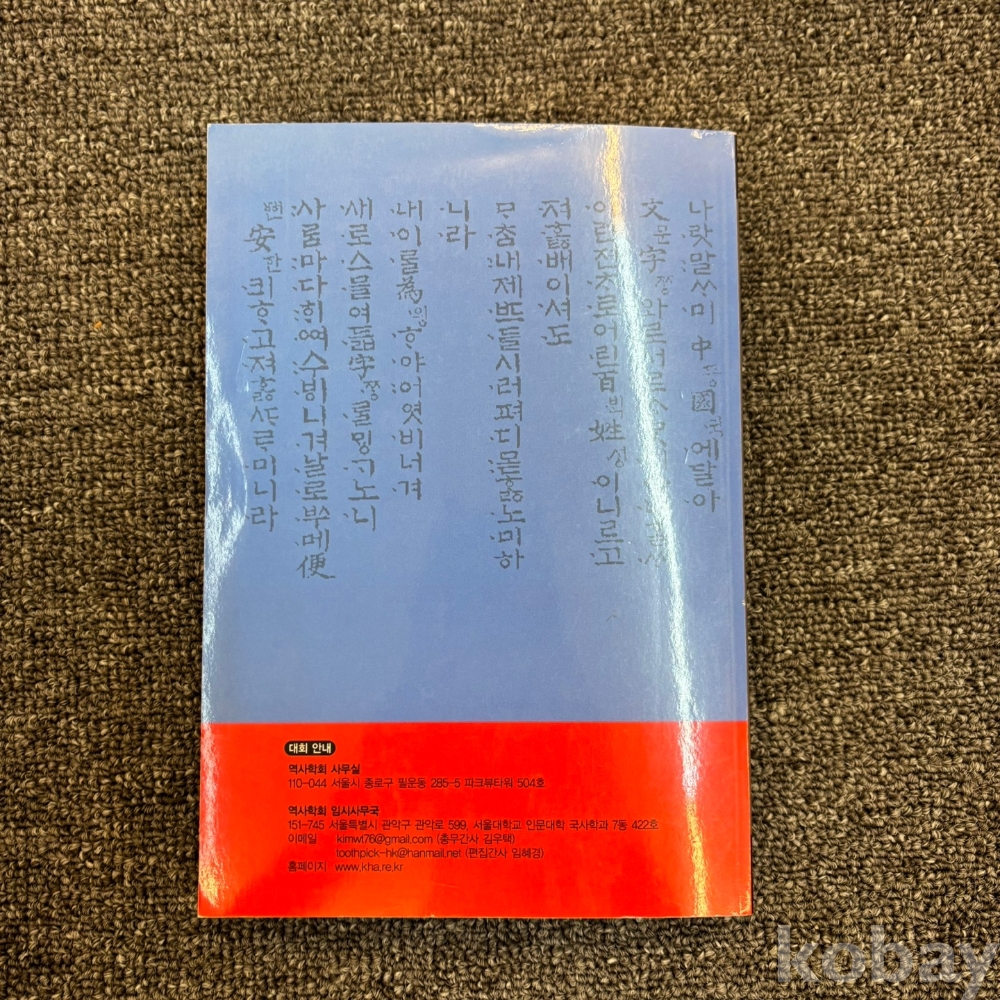 나랏말ᄊᆞ미中듕國귁에달아
文문字ᄍᆞᆼ와로서르
이런젼ᄎᆞ로어린百ᄇᆡᆨ姓셩이니르고
져호ᇙ배이셔도
ᄆᆞᄎᆞᆷ내제ᄠᅳ들시러펴디몯ᄒᆞᇙ노미하
니라
내이ᄅᆞᆯ為윙ᄒᆞ야어엿비너겨
새로스믈여듧字ᄍᆞᆼᄅᆞᆯᄆᆡᇰᄀᆞ노니
사ᄅᆞᆷ마다ᄒᆡᅇᅧ수ᄫᅵ니겨날로ᄡᅮ메便
뼌安한킈ᄒᆞ고져ᄒᆞᇙᄯᆞᄅᆞ미니라
대회 안내
역사학회 사무실
110-044 서울시 종로구 필운동 285-5 파크뷰타워 504호
역사학회 임시사무국
151-745 서울특별시 관악구 관악로 599, 서울대학교 인문대학 국사학과 7동 422호
이메일 kimwt76@gmail.com (총무간사 김우택)
toothpick-hk@hanmail.net (편집간사 임혜경)
홈페이지 www.kha.re.kr
kobay